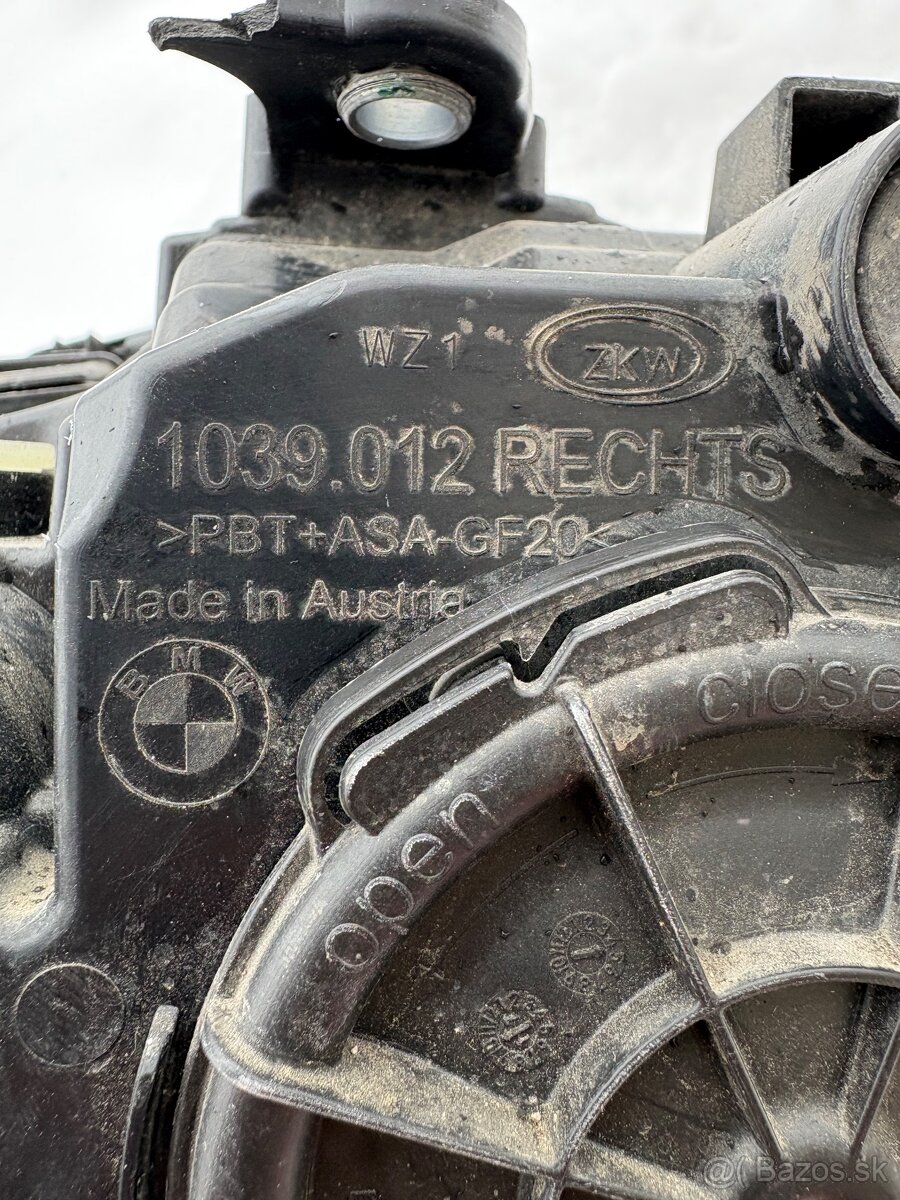 WZ1
ZKW
1039.012 RECHTS
>PBT+ASA-GF20<
Made in Austria
BMW
close
open
Bazos.sk